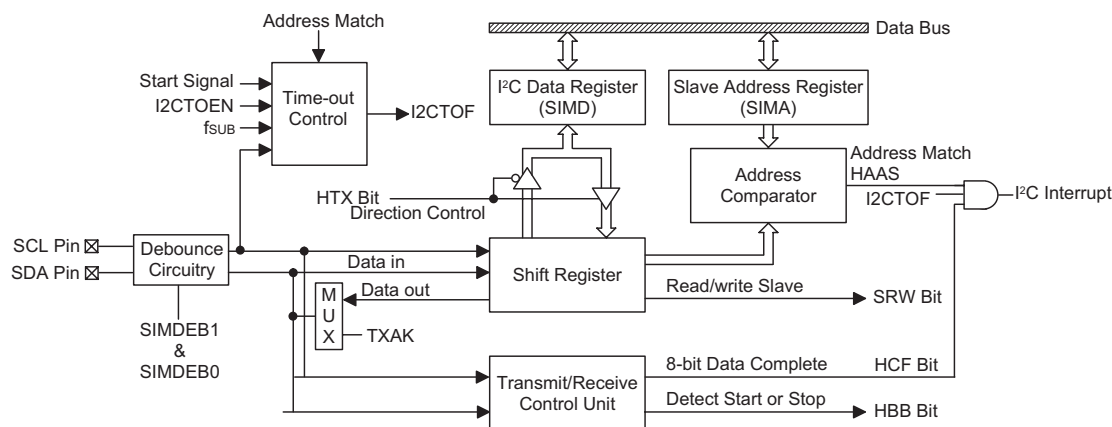 Address Match
Data Bus
Start Signal
I2CTOEN
fSUB
Time-out
Control
I2CTOF
I²C Data Register
(SIMD)
Slave Address Register
(SIMA)
HTX Bit
Direction Control
Address
Comparator
Address Match
HAAS
I2CTOF
I²C Interrupt
SCL Pin
SDA Pin
Debounce
Circuitry
Data in
Shift Register
Data out
M
U
X
TXAK
Read/write Slave
SRW Bit
SIMDEB1
&
SIMDEB0
Transmit/Receive
Control Unit
8-bit Data Complete
HCF Bit
Detect Start or Stop
HBB Bit